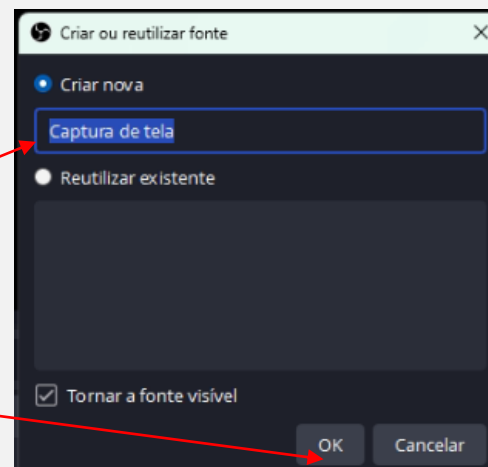 Criar ou reutilizar fonte
Criar nova
Captura de tela
Reutilizar existente
Tornar a fonte visível
OK Cancelar